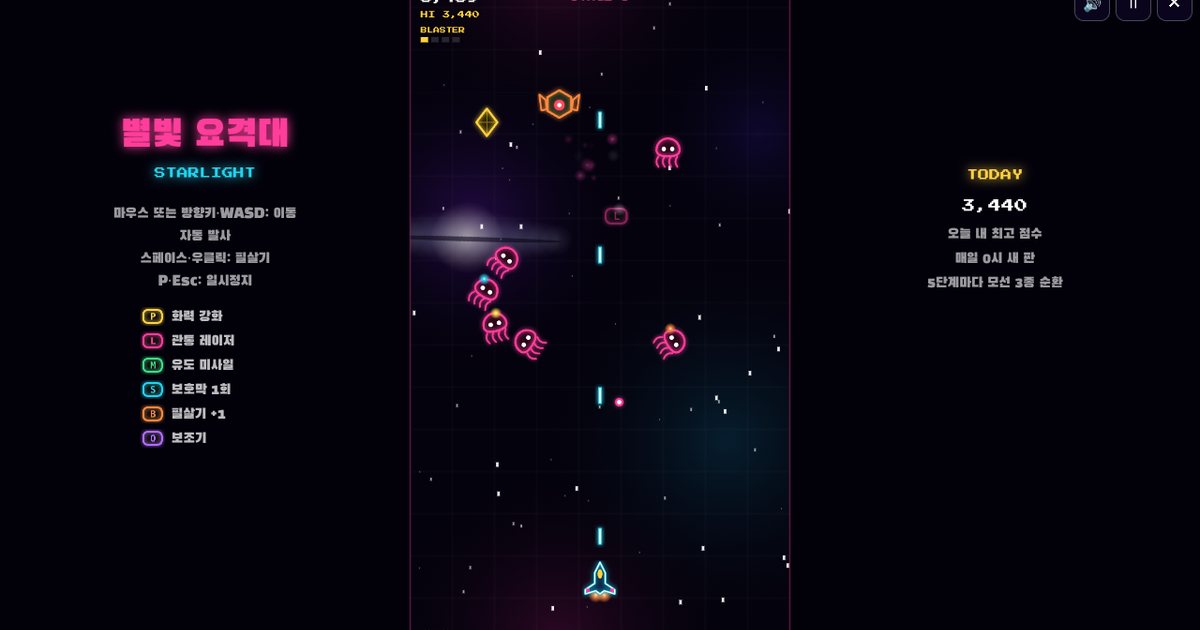 별빛 요격대
STARLIGHT
마우스 또는 방향키·WASD: 이동
자동 발사
스페이스·우클릭: 필살기
P·Esc: 일시정지
P 화력 강화
L 관통 레이저
M 유도 미사일
S 보호막 1회
B 필살기 +1
O 보조기
HI 3,440
BLASTER
L
TODAY
3,440
오늘 내 최고 점수
매일 0시 새 판
5단계마다 모선 3종 순환